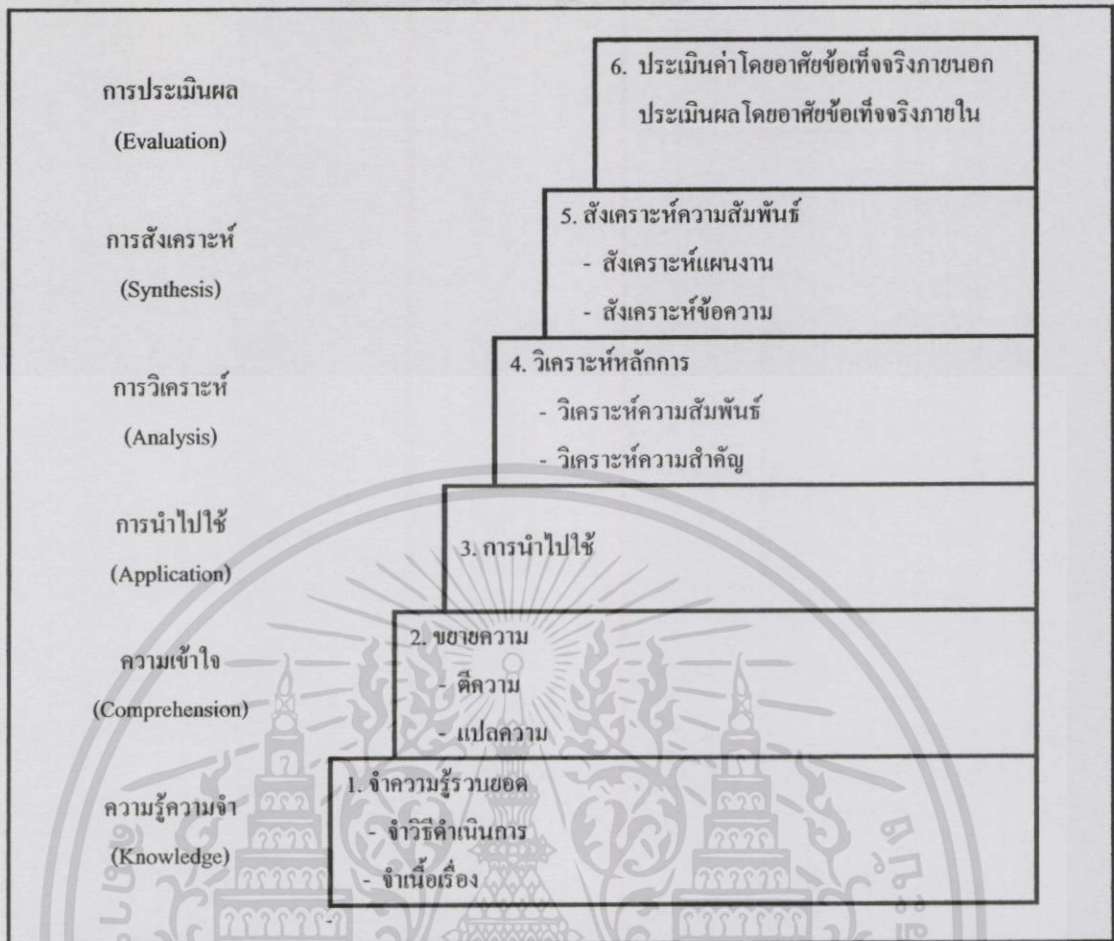 การประเมินผล
(Evaluation)
6. ประเมินค่าโดยอาศัยข้อเท็จจริงภายนอก
ประเมินผลโดยอาศัยข้อเท็จจริงภายใน
การสังเคราะห์
(Synthesis)
5. สังเคราะห์ความสัมพันธ์
- สังเคราะห์แผนงาน
- สังเคราะห์ข้อความ
การวิเคราะห์
(Analysis)
4. วิเคราะห์หลักการ
- วิเคราะห์ความสัมพันธ์
- วิเคราะห์ความสำคัญ
การนำไปใช้
(Application)
3. การนำไปใช้
ความเข้าใจ
(Comprehension)
2. ขยายความ
- ตีความ
- แปลความ
ความรู้ความจำ
(Knowledge)
1. จำความรู้รวบยอด
- จำวิธีดำเนินการ
- จำเนื้อเรื่อง